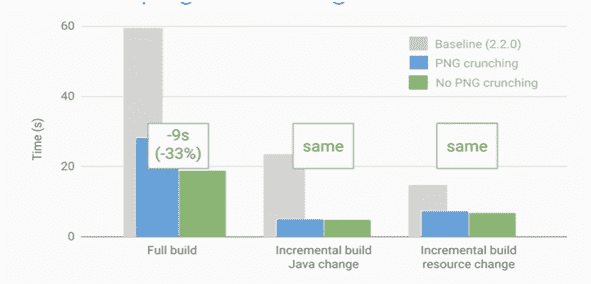 60
Baseline (2.2.0)
PNG crunching
No PNG crunching
40
Time (s)
-9s
(-33%)
same
same
20
0
Full build
Incremental build
Java change
Incremental build
resource change